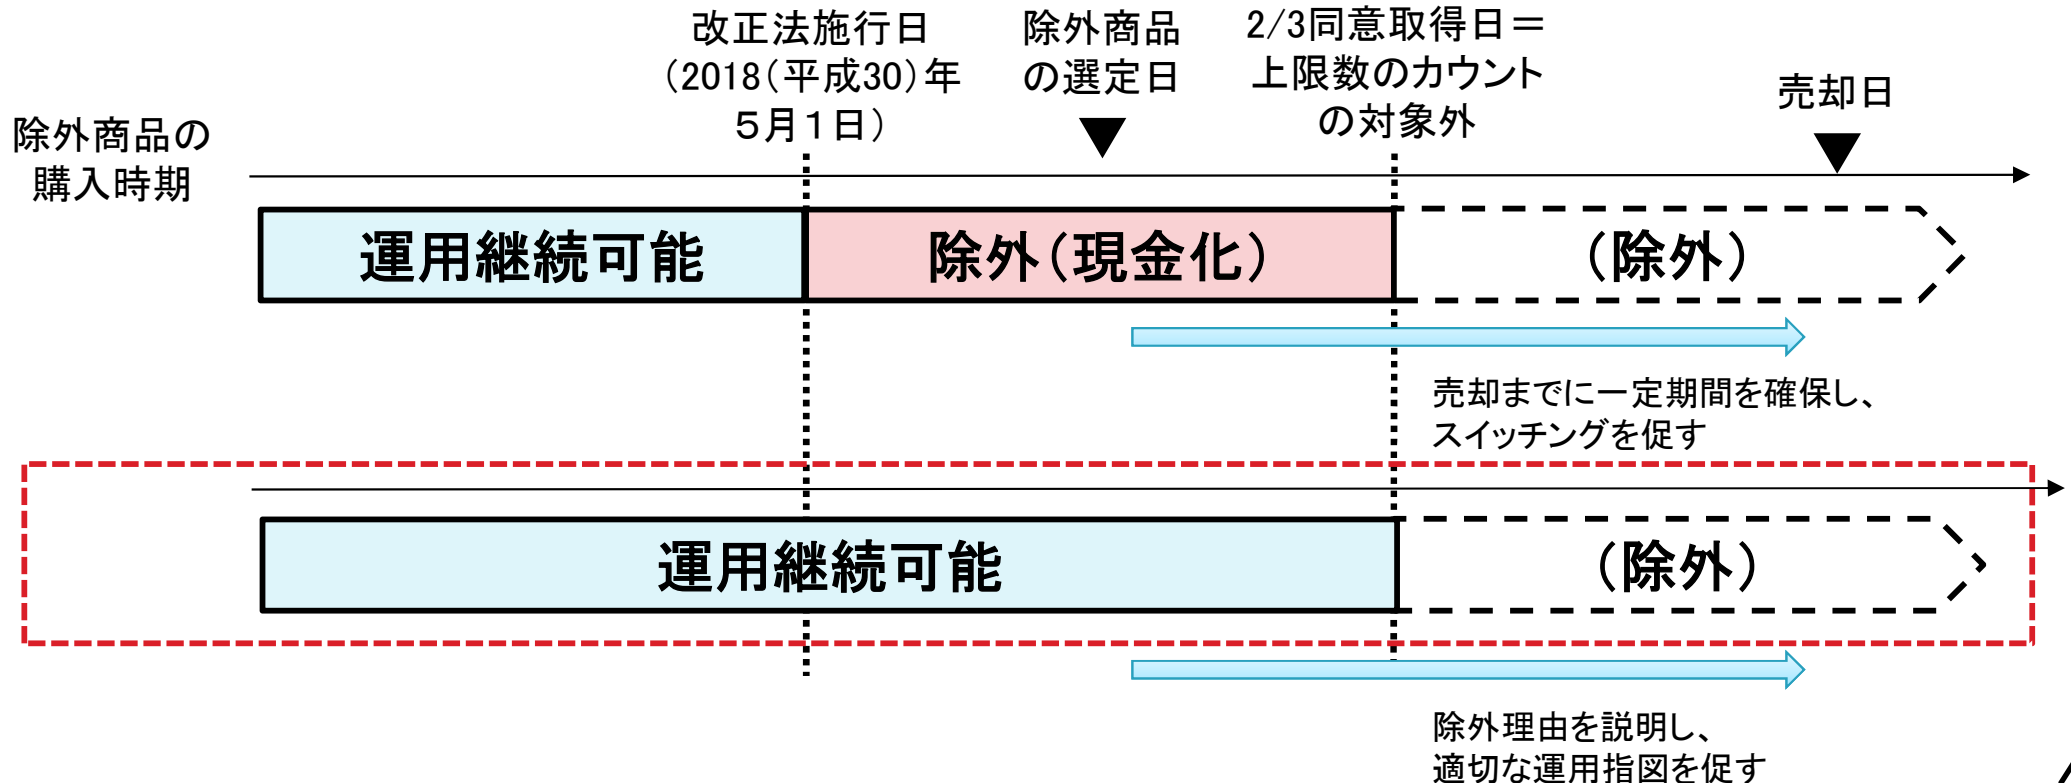 改正法施行日
（2018（平成30）年
５月１日）
除外商品
の選定日
2/3同意取得日＝
上限数のカウント
の対象外
売却日
除外商品の
購入時期
運用継続可能
除外（現金化）
（除外）
売却までに一定期間を確保し、
スイッチングを促す
運用継続可能
（除外）
除外理由を説明し、
適切な運用指図を促す